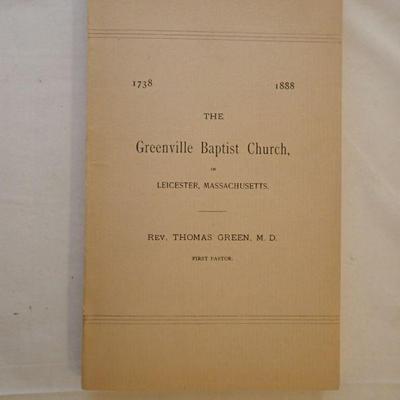 1738 1888
THE
Greenville Baptist Church,
IN
LEICESTER, MASSACHUSETTS.
REV. THOMAS GREEN, M. D.
FIRST PASTOR.